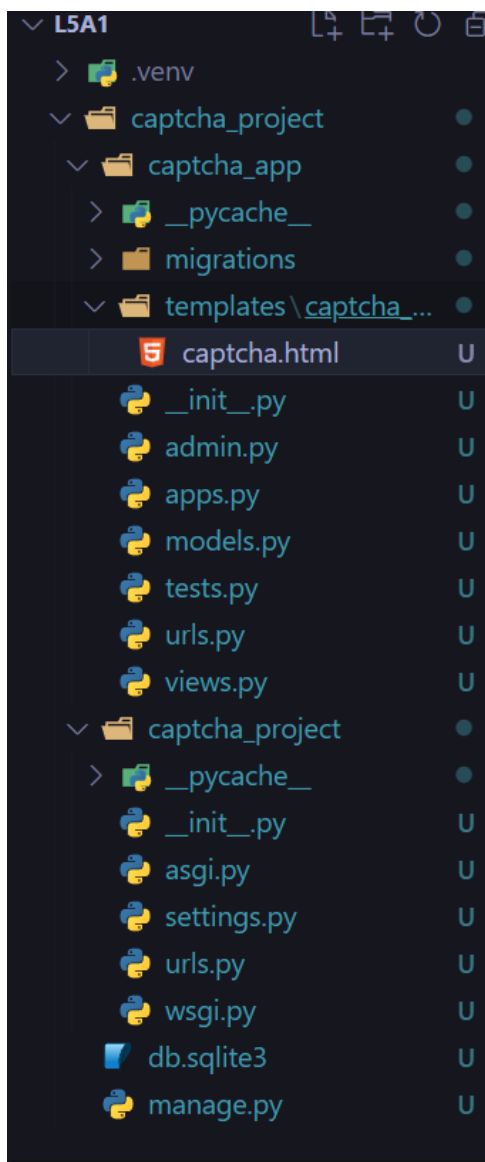 L5A1
.venv
captcha_project
captcha_app
__pycache__
migrations
templates\captcha_...
captcha.html U
__init__.py U
admin.py U
apps.py U
models.py U
tests.py U
urls.py U
views.py U
captcha_project
__pycache__
__init__.py U
asgi.py U
settings.py U
urls.py U
wsgi.py U
db.sqlite3 U
manage.py U